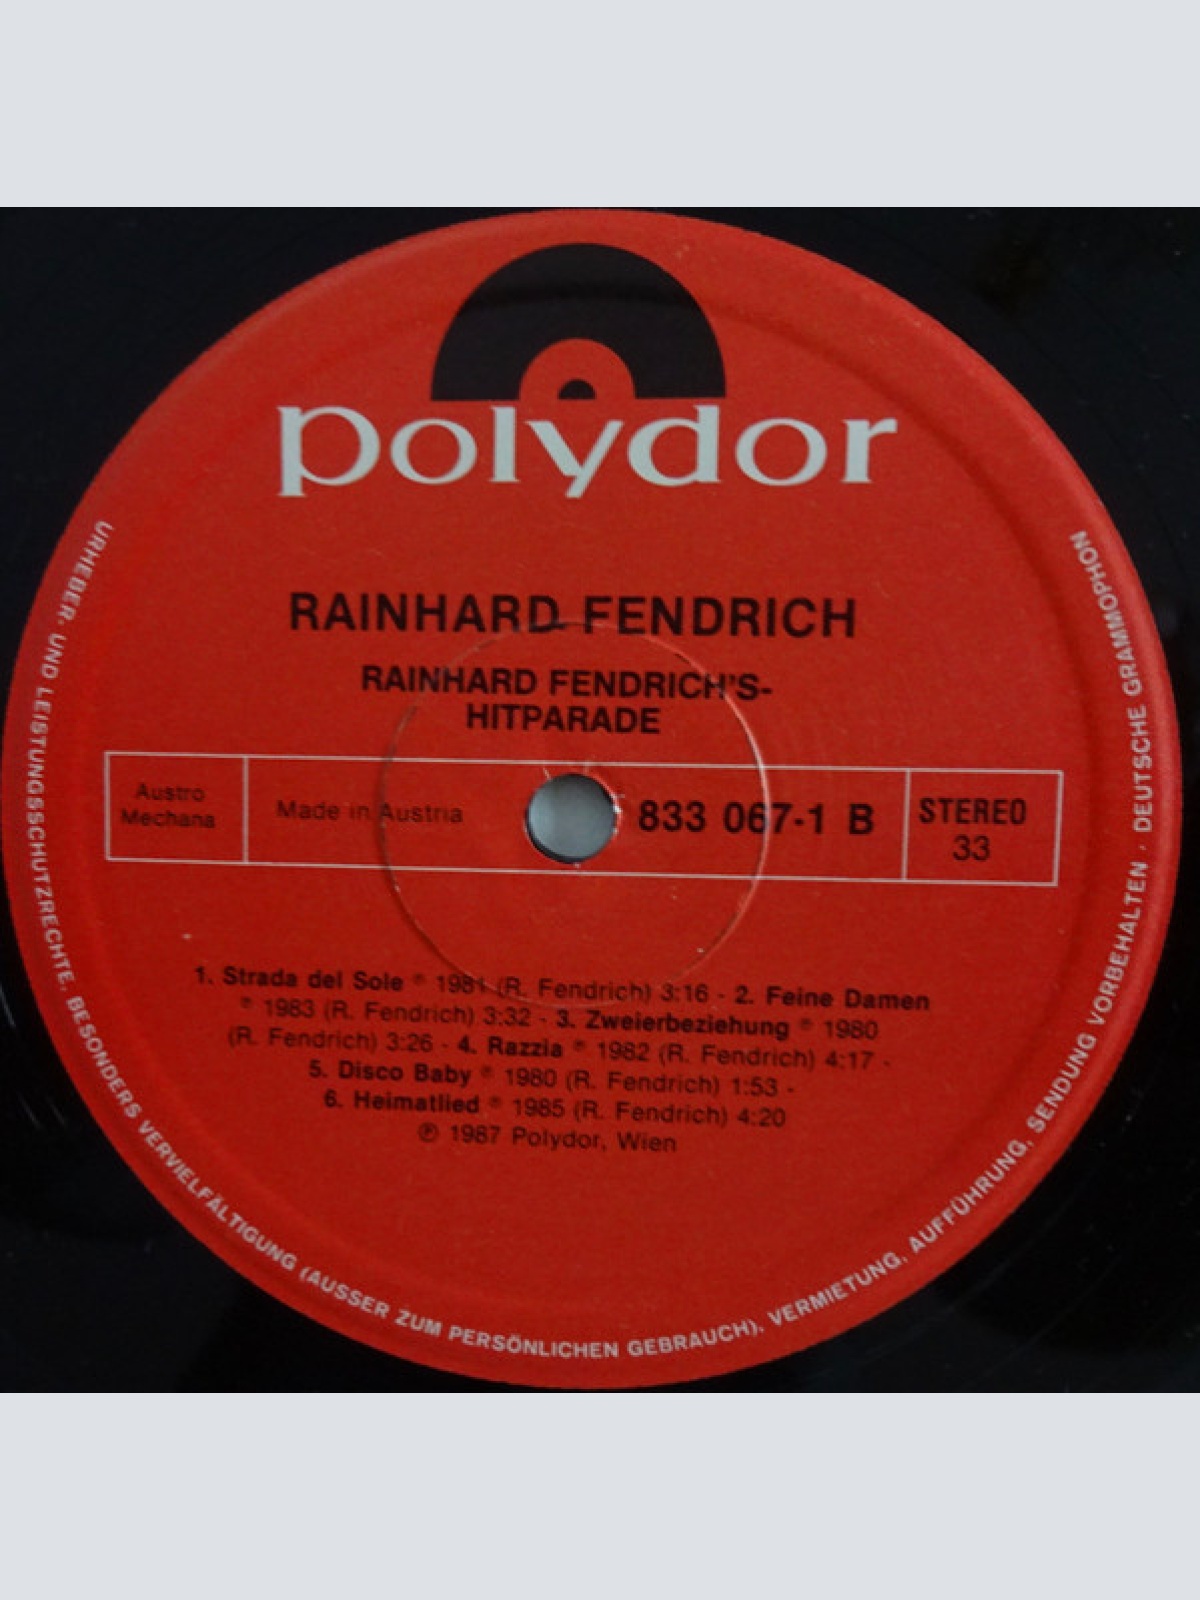 polydor
RAINHARD FENDRICH
RAINHARD FENDRICH'S-
HITPARADE
Austro
Mechana
Made in Austria
833 067-1 B
STEREO
33
1. Strada del Sole ℗ 1981 (R. Fendrich) 3:16 - 2. Feine Damen
℗ 1983 (R. Fendrich) 3:32 - 3. Zweierbeziehung ℗ 1980
(R. Fendrich) 3:26 - 4. Razzia ℗ 1982 (R. Fendrich) 4:17 -
5. Disco Baby ℗ 1980 (R. Fendrich) 1:53 -
6. Heimatlied ℗ 1985 (R. Fendrich) 4:20
℗ 1987 Polydor, Wien
URHEBER- UND LEISTUNGSSCHUTZRECHTE, BESONDERS VERVIELFÄLTIGUNG (AUSSER ZUM PERSÖNLICHEN GEBRAUCH), VERMIETUNG, AUFFÜHRUNG, SENDUNG VORBEHALTEN · DEUTSCHE GRAMMOPHON